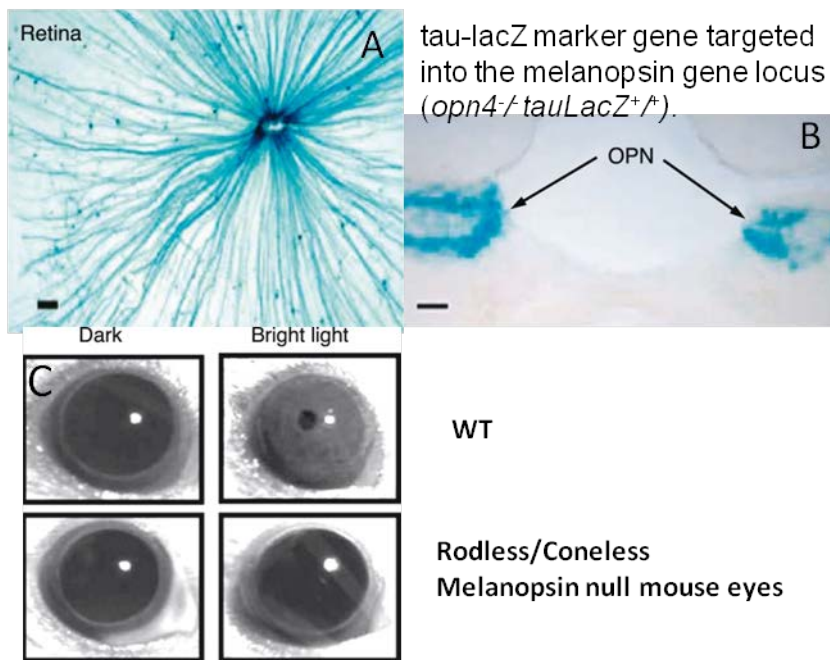 Retina
A
tau-lacZ marker gene targeted
into the melanopsin gene locus
(opn4-/- tauLacZ+/+).
B
OPN
Dark
Bright light
C
WT
Rodless/Coneless
Melanopsin null mouse eyes